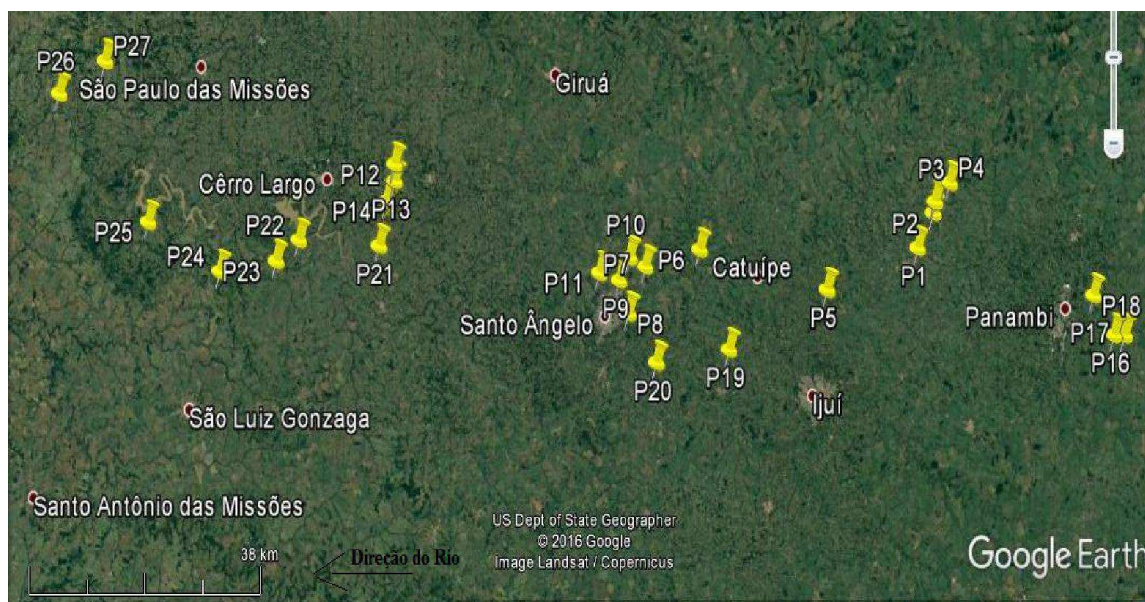 P27
P26
São Paulo das Missões
Giruá
P12
P3
P4
Cêrro Largo
P14
P13
P22
P25
P2
P10
P24
P23
P21
P7
P6
P11
Catuípe
P1
P9
P8
P5
Santo Ângelo
Panambi
P18
P17
P16
P20
P19
Ijuí
São Luiz Gonzaga
Santo Antônio das Missões
US Dept of State Geographer
© 2016 Google
Image Landsat / Copernicus
38 km
Direção do Rio
Google Earth